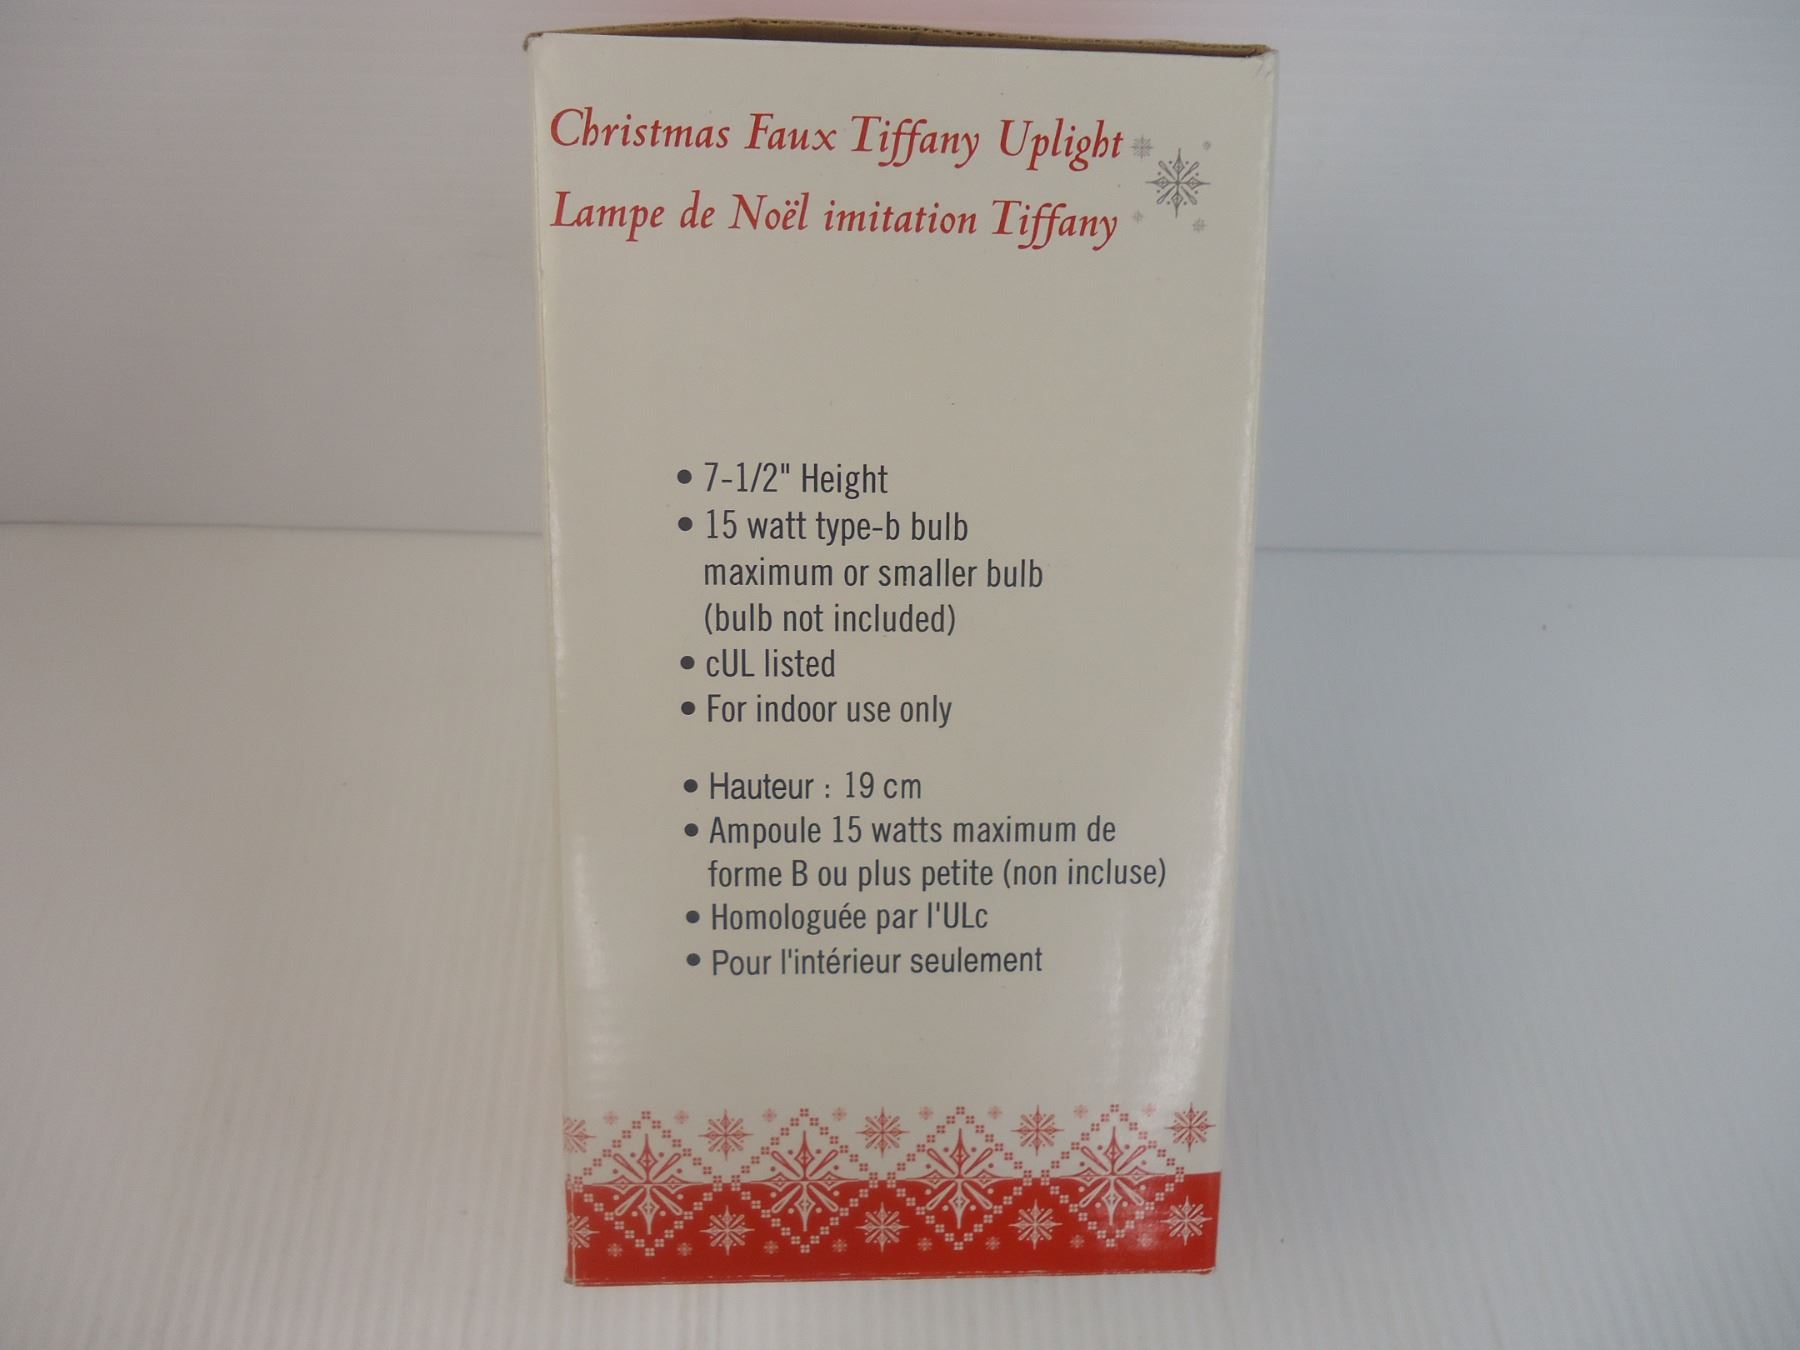 Christmas Faux Tiffany Uplight
Lampe de Noël imitation Tiffany
• 7-1/2" Height
• 15 watt type-b bulb
maximum or smaller bulb
(bulb not included)
• cUL listed
• For indoor use only
• Hauteur : 19 cm
• Ampoule 15 watts maximum de
forme B ou plus petite (non incluse)
• Homologuée par l'ULc
• Pour l'intérieur seulement